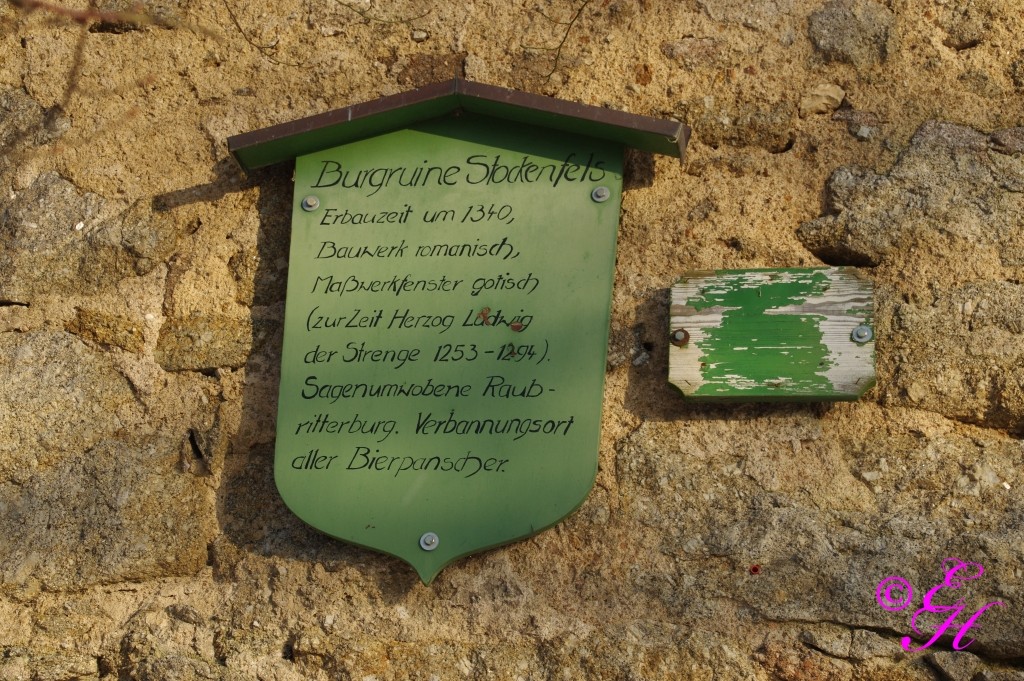 Burgruine Stockenfels
Erbauzeit um 1340,
Bauwerk romanisch,
Maßwerkfenster gotisch
(zur Zeit Herzog Ludwig
der Strenge 1253-1294).
Sagenumwobene Raub-
ritterburg. Verbannungsort
aller Bierpanscher.
© EH